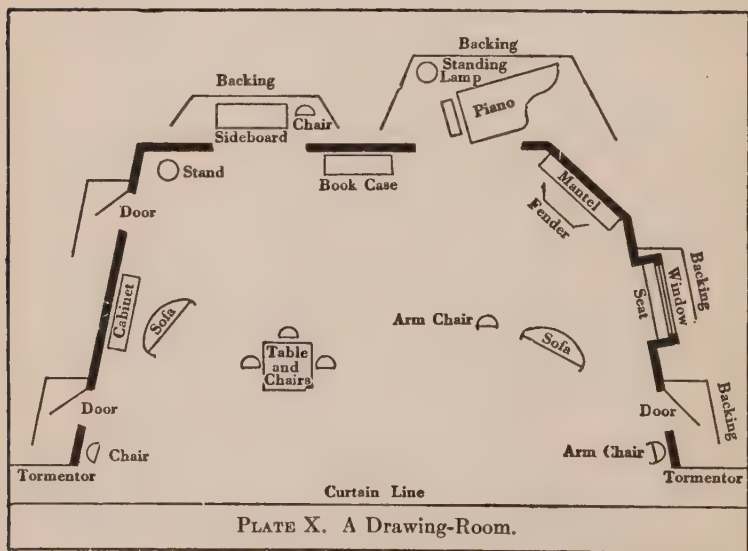 Backing
Standing
Lamp
Piano
Backing
Sideboard
Chair
Stand
Book Case
Mantel
Fender
Door
Backing
Window
Seat
Cabinet
Sofa
Arm Chair
Sofa
Table
and
Chairs
Door
Door
Backing
Chair
Arm Chair
Tormentor
Tormentor
Curtain Line
PLATE X. A Drawing-Room.